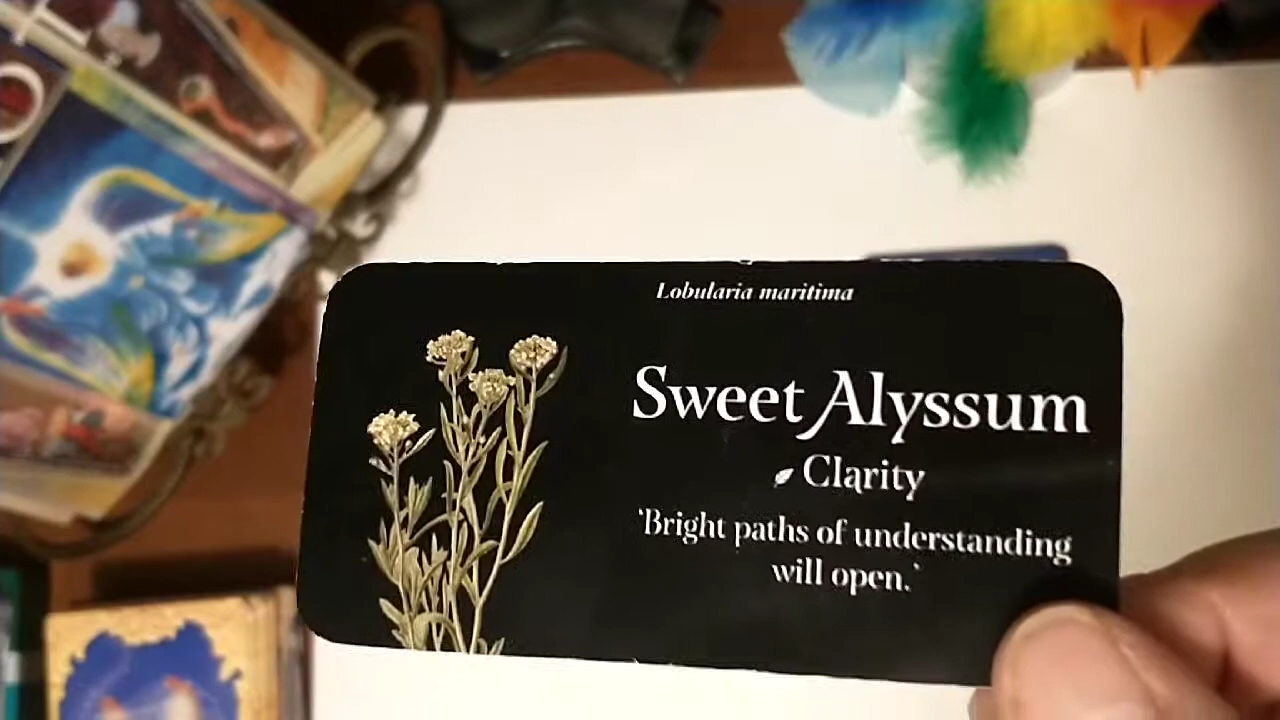 Lobularia maritima
Sweet Alyssum
Clarity
'Bright paths of understanding
will open.'